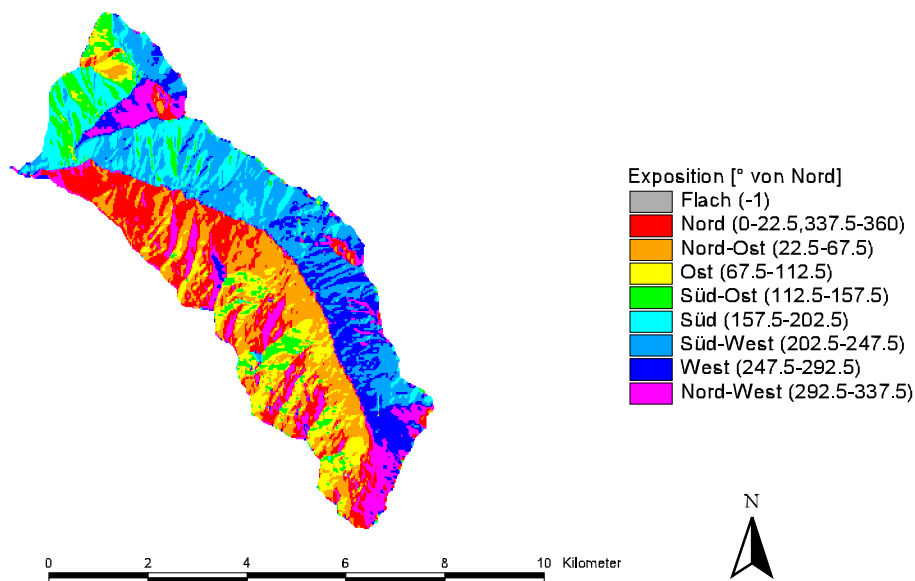 Exposition [° von Nord]
Flach (-1)
Nord (0-22.5,337.5-360)
Nord-Ost (22.5-67.5)
Ost (67.5-112.5)
Süd-Ost (112.5-157.5)
Süd (157.5-202.5)
Süd-West (202.5-247.5)
West (247.5-292.5)
Nord-West (292.5-337.5)
N
0 2 4 6 8 10 Kilometer